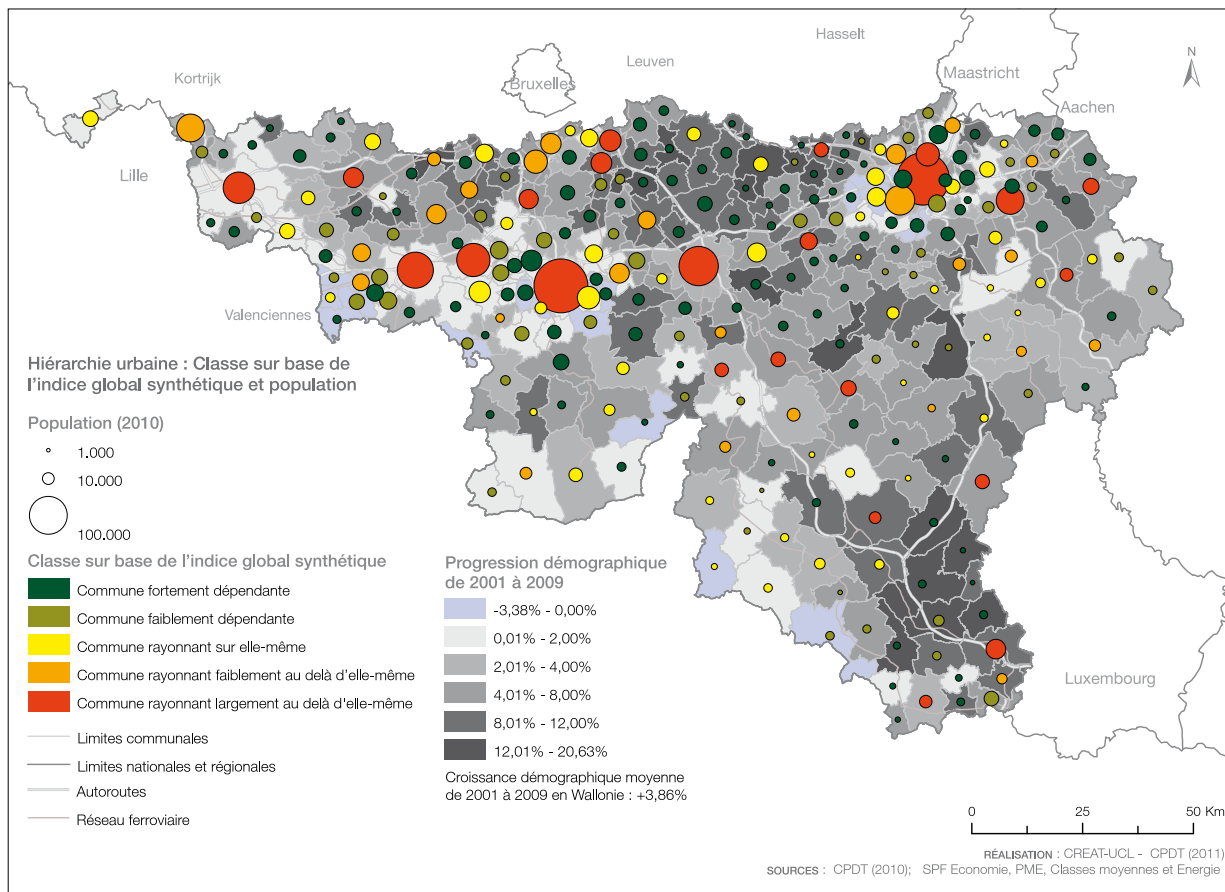 Hasselt
Kortrijk
Bruxelles
Leuven
Maastricht
N
Aachen
Lille
Valenciennes
Luxembourg
Hiérarchie urbaine : Classe sur base de
l'indice global synthétique et population
Population (2010)
1.000
10.000
100.000
Classe sur base de l'indice global synthétique
Commune fortement dépendante
Commune faiblement dépendante
Commune rayonnant sur elle-même
Commune rayonnant faiblement au delà d'elle-même
Commune rayonnant largement au delà d'elle-même
Limites communales
Limites nationales et régionales
Autoroutes
Réseau ferroviaire
Progression démographique
de 2001 à 2009
-3,38% - 0,00%
0,01% - 2,00%
2,01% - 4,00%
4,01% - 8,00%
8,01% - 12,00%
12,01% - 20,63%
Croissance démographique moyenne
de 2001 à 2009 en Wallonie : +3,86%
0 25 50 Km
RÉALISATION : CREAT-UCL - CPDT (2011)
SOURCES : CPDT (2010); SPF Economie, PME, Classes moyennes et Energie